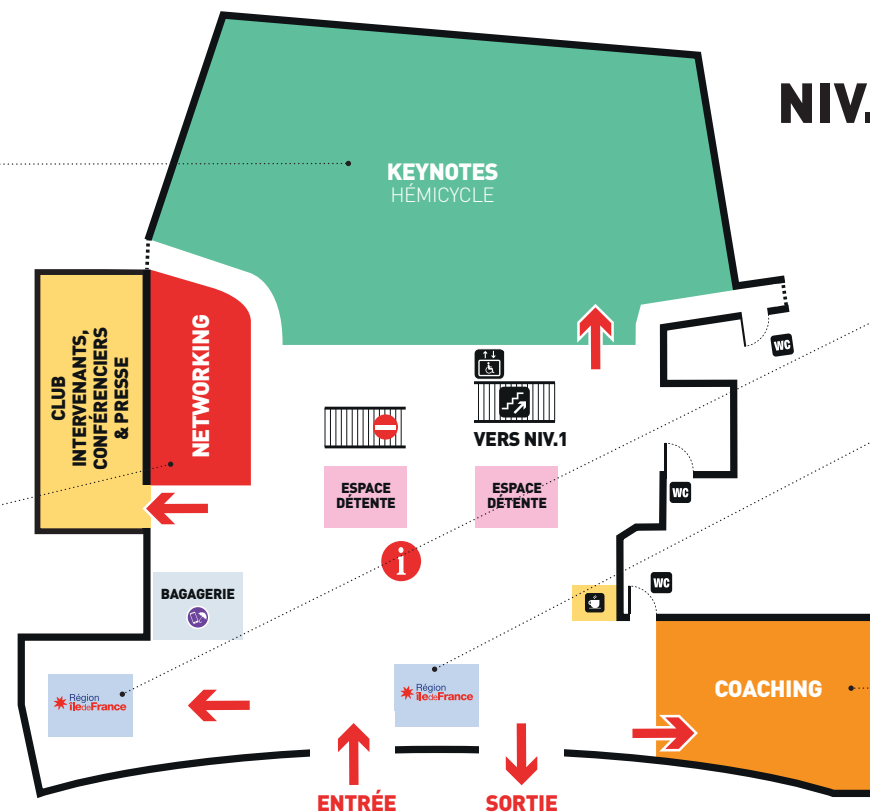 NIV.
KEYNOTES
HÉMICYCLE
CLUB
INTERVENANTS,
CONFÉRENCIERS
& PRESSE
NETWORKING
WC
VERS NIV.1
ESPACE
DÉTENTE
ESPACE
DÉTENTE
WC
i
BAGAGERIE
WC
Région
îledeFrance
Région
îledeFrance
COACHING
ENTRÉE
SORTIE